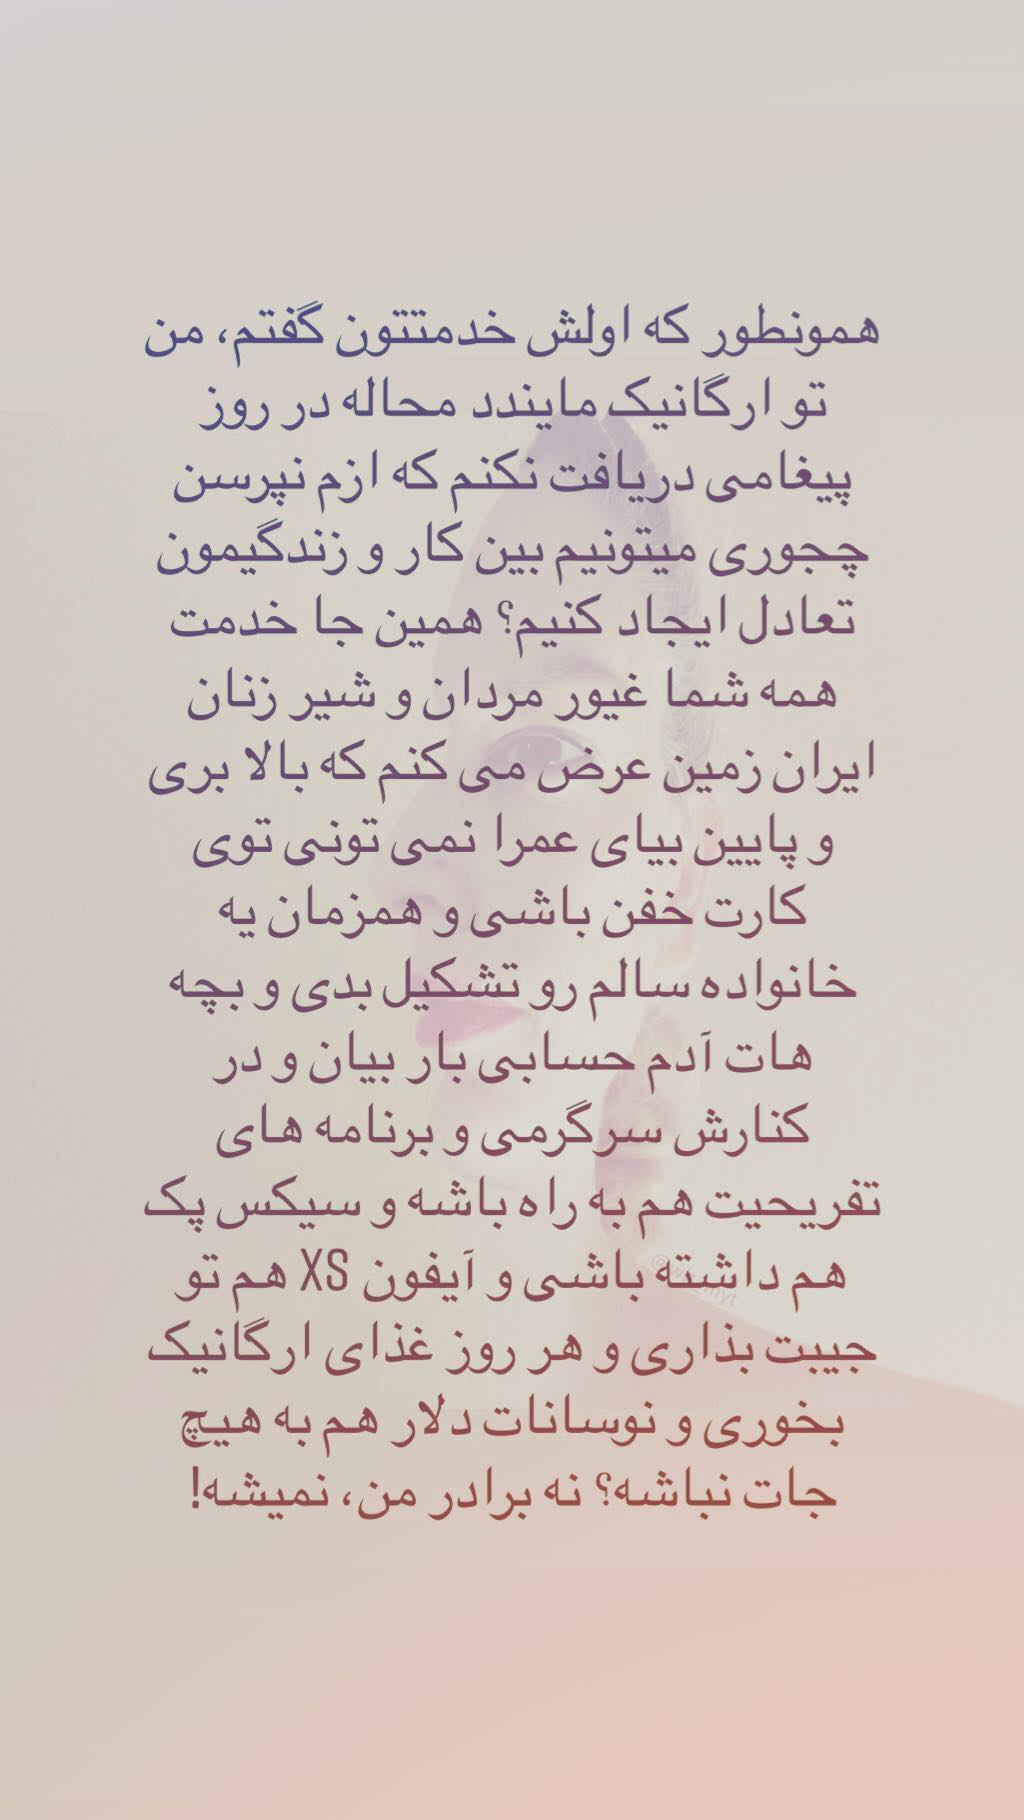 همونطور که اولش خدمتتون گفتم، من
تو ارگانیک مایندد محاله در روز
پیغامی دریافت نکنم که ازم نپرسن
چجوری میتونیم بین کار و زندگیمون
تعادل ایجاد کنیم؟ همین جا خدمت
همه شما غیور مردان و شیر زنان
ایران زمین عرض می کنم که بالا بری
و پایین بیای عمرا نمی تونی توی
کارت خفن باشی و همزمان یه
خانواده سالم رو تشکیل بدی و بچه
هات آدم حسابی بار بیان و در
کنارش سرگرمی و برنامه های
تفریحیت هم به راه باشه و سیکس پک
هم داشته باشی و آیفون XS هم تو
جیبت بذاری و هر روز غذای ارگانیک
بخوری و نوسانات دلار هم به هیچ
جات نباشه؟ نه برادر من، نمیشه!